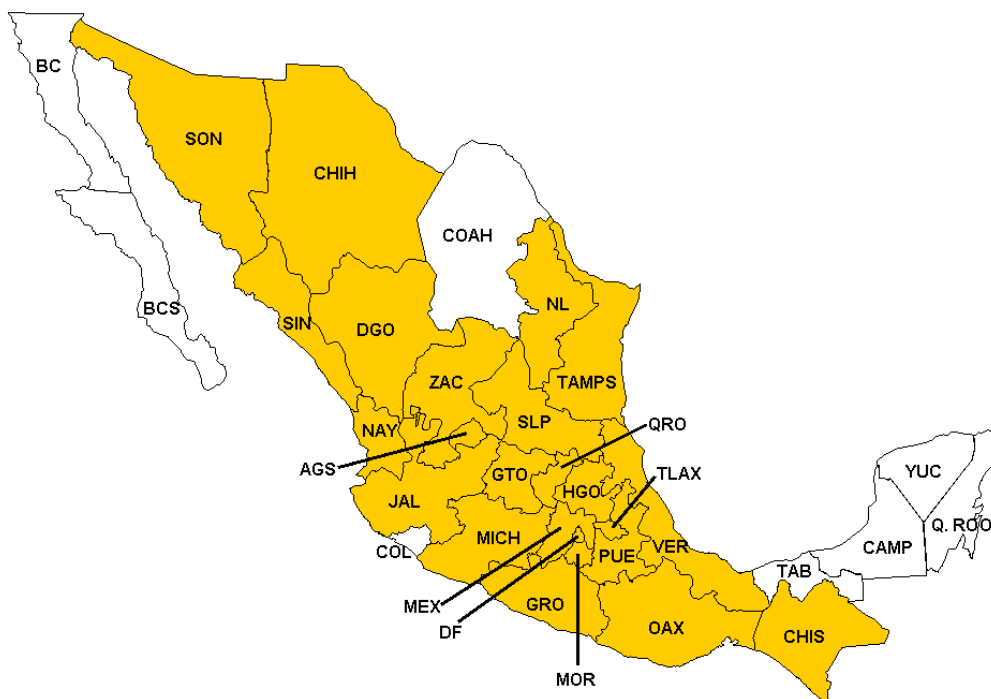 BC
SON
CHIH
COAH
BCS
NL
SIN
DGO
ZAC
TAMPS
SLP
QRO
NAY
AGS
TLAX
GTO
HGO
JAL
YUC
Q. ROO
MICH
COL
CAMP
VER
PUE
TAB
MEX
GRO
DF
OAX
CHIS
MOR